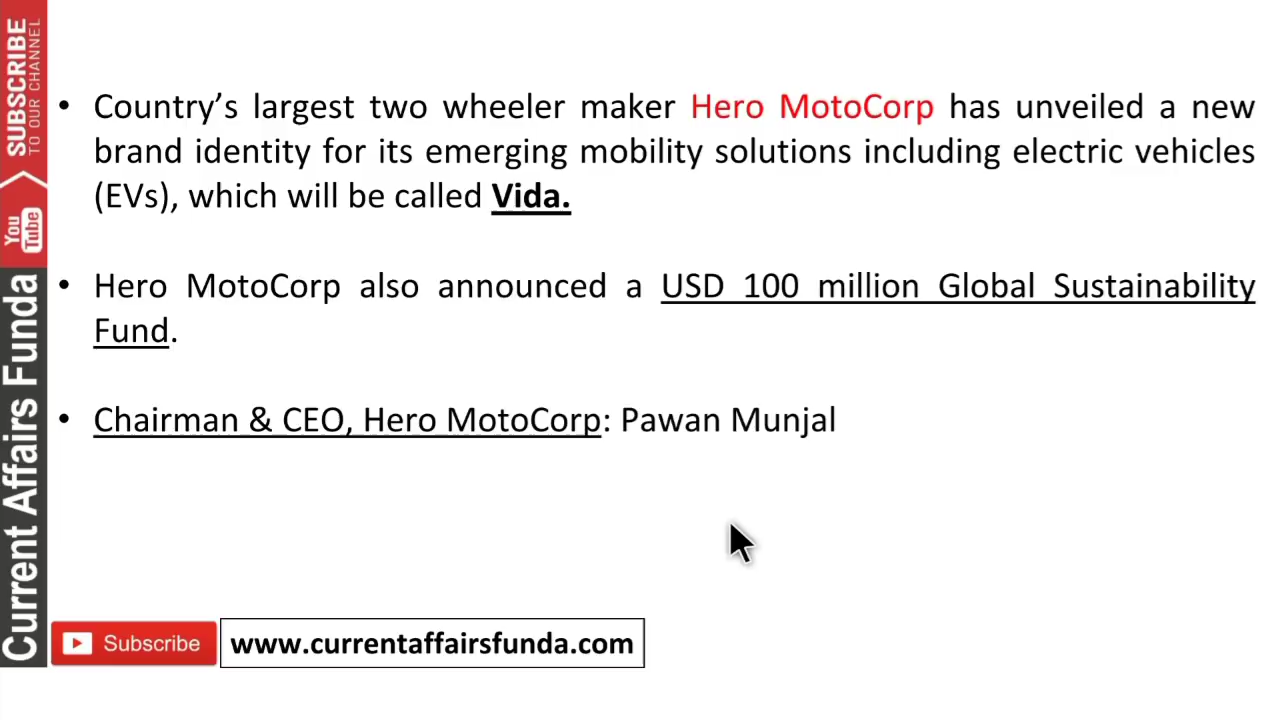 SUBSCRIBE
TO OUR CHANNEL
You
Tube
Current Affairs Funda
• Country’s largest two wheeler maker Hero MotoCorp has unveiled a new
brand identity for its emerging mobility solutions including electric vehicles
(EVs), which will be called Vida.
• Hero MotoCorp also announced a USD 100 million Global Sustainability
Fund.
• Chairman & CEO, Hero MotoCorp: Pawan Munjal
Subscribe
www.currentaffairsfunda.com